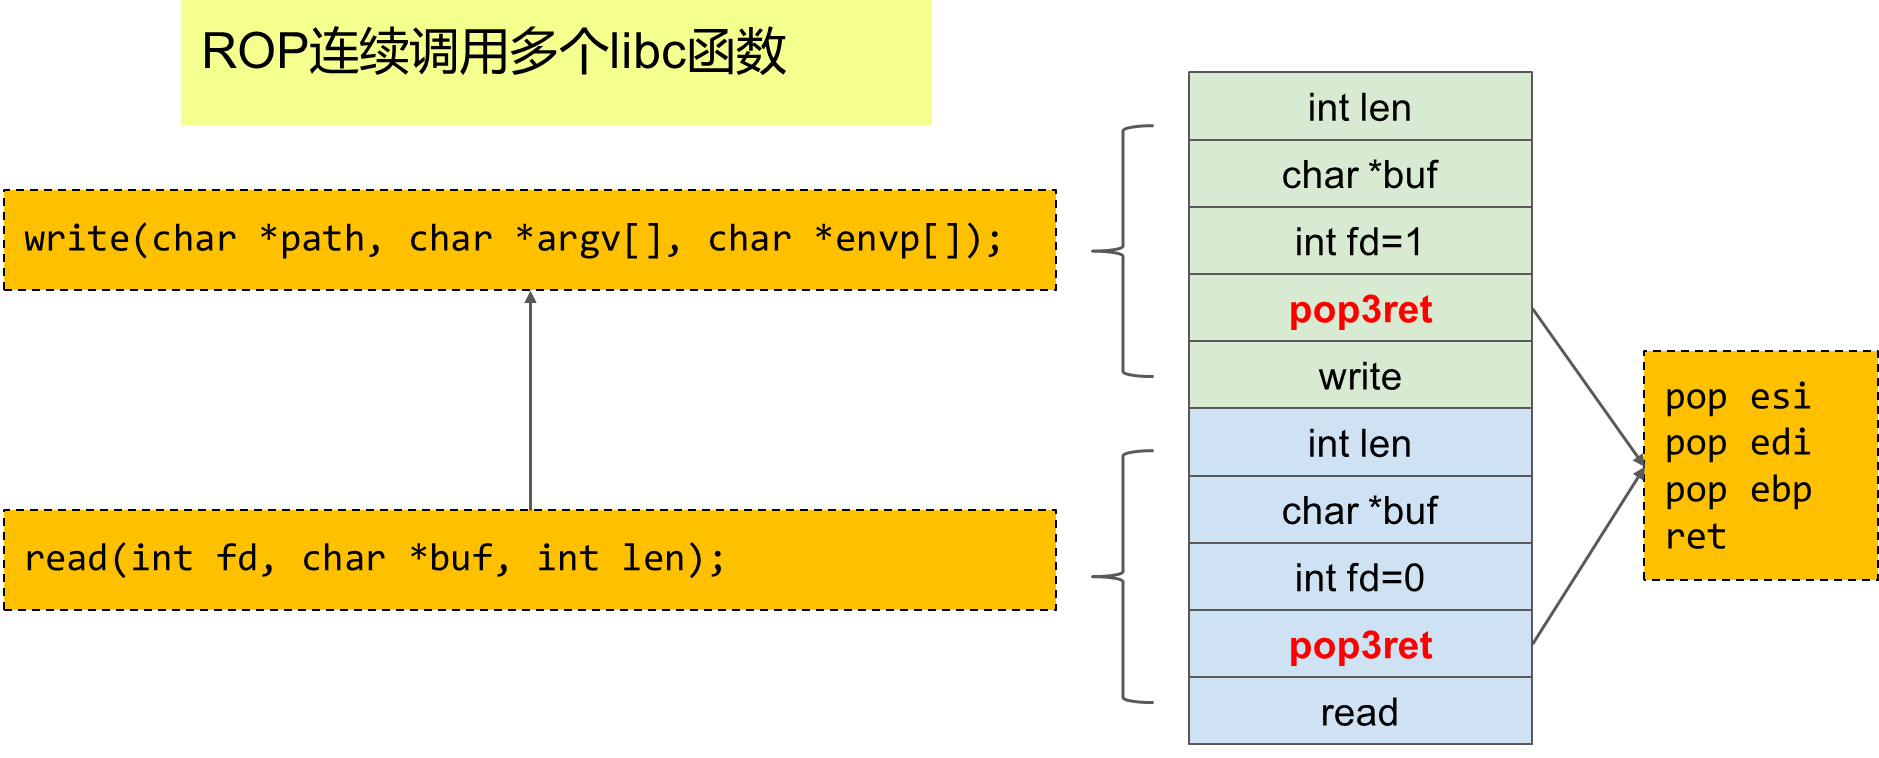 ROP连续调用多个libc函数
write(char *path, char *argv[], char *envp[]);
read(int fd, char *buf, int len);
int len
char *buf
int fd=1
pop3ret
write
int len
char *buf
int fd=0
pop3ret
read
pop esi
pop edi
pop ebp
ret